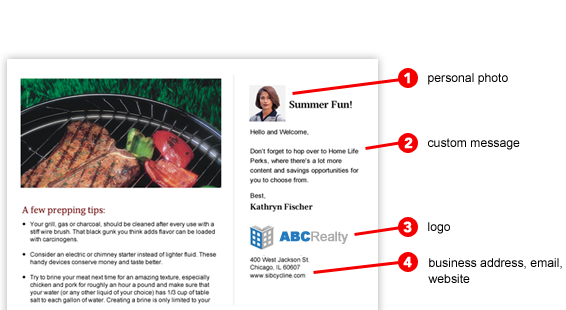 Summer Fun!
Hello and Welcome,
Don't forget to hop over to Home Life
Perks, where there's a lot more
content and savings opportunities for
you to choose from.
Best,
Kathryn Fischer
ABCRealty
400 West Jackson St.
Chicago, IL 60607
www.sibcycline.com
A few prepping tips:
• Your grill, gas or charcoal, should be cleaned after every use with a
stiff wire brush. That black gunk you think adds flavor can be loaded
with carcinogens.
• Consider an electric or chimney starter instead of lighter fluid. These
handy devices conserve money and taste better.
• Try to brine your meat next time for an amazing texture, especially
chicken and pork for roughly an hour a pound and make sure that
your water (or any other liquid of your choice) has 1/3 cup of table
salt to each gallon of water. Creating a brine is only limited to your
1 personal photo
2 custom message
3 logo
4 business address, email,
website